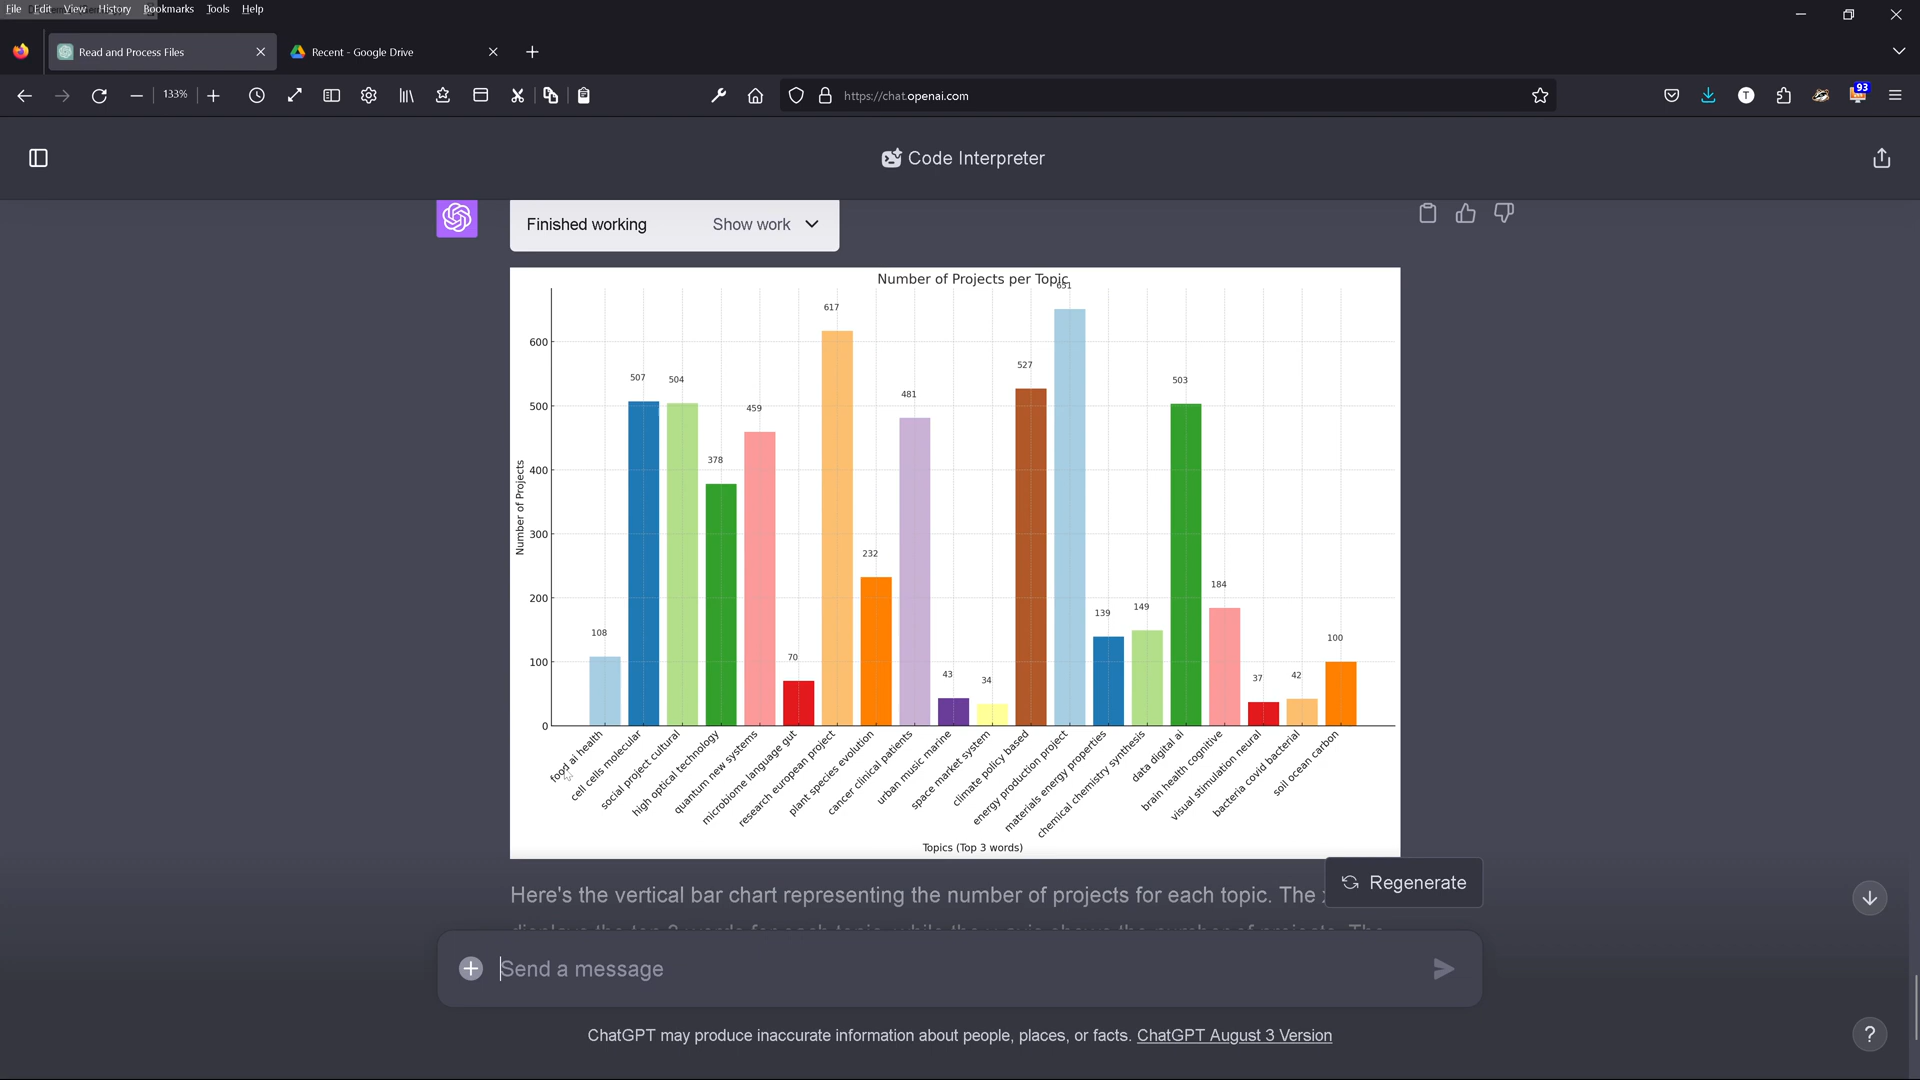 File Edit View History Bookmarks Tools Help
Read and Process Files
Recent - Google Drive
133%
https://chat.openai.com
T
93
Code Interpreter
Finished working Show work
Number of Projects per Topic
Number of Projects
600
500
400
300
200
100
0
108
507
504
378
459
70
617
232
481
43
34
527
651
139
149
503
184
37
42
100
food ai health
cell cells molecular
social project cultural
high optical technology
quantum new systems
microbiome language gut
research european project
plant species evolution
cancer clinical patients
urban music marine
space market system
climate policy based
energy production project
materials energy properties
chemical chemistry synthesis
data digital ai
brain health cognitive
visual stimulation neural
bacteria covid bacterial
soil ocean carbon
Topics (Top 3 words)
Regenerate
Here's the vertical bar chart representing the number of projects for each topic. The
Send a message
ChatGPT may produce inaccurate information about people, places, or facts. ChatGPT August 3 Version
?